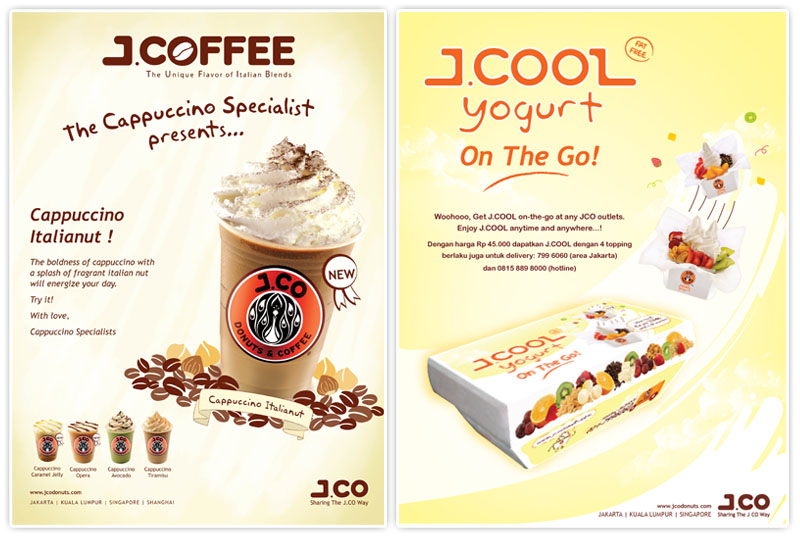 J.COFFEE
The Unique Flavor of Italian Blends
The Cappuccino Specialist
presents...
Cappuccino
Italianut !
The boldness of cappuccino with
a splash of fragrant italian nut
will energize your day.
Try it!
With love,
Cappuccino Specialists
NEW
J.CO
DONUTS & COFFEE
Cappuccino Italianut
Cappuccino
Caramel Jelly
Cappuccino
Opera
Cappuccino
Avocado
Cappuccino
Tiramisu
www.jcodonuts.com
JAKARTA | KUALA LUMPUR | SINGAPORE | SHANGHAI
J.CO
Sharing The J.CO Way
FAT
FREE
J.COOL
yogurt
On The Go!
Woohooo, Get J.COOL on-the-go at any JCO outlets.
Enjoy J.COOL anytime and anywhere...!
Dengan harga Rp 45.000 dapatkan J.COOL dengan 4 topping
berlaku juga untuk delivery: 799 6060 (area Jakarta)
dan 0815 889 8000 (hotline)
J.COOL
yogurt
On The Go!
www.jcodonuts.com
JAKARTA | KUALA LUMPUR | SINGAPORE
J.CO
Sharing The J.CO Way